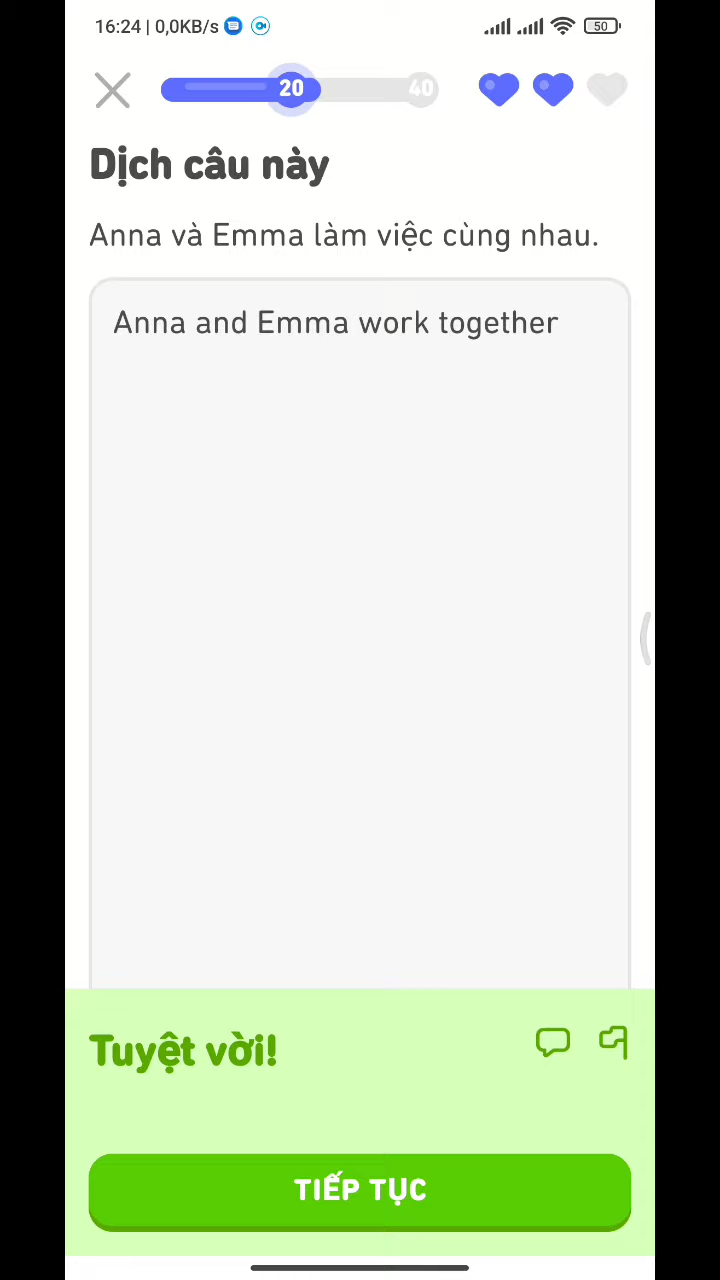 16:24 | 0,0KB/s 50
20 40
Dịch câu này
Anna và Emma làm việc cùng nhau.
Anna and Emma work together
Tuyệt vời!
TIẾP TỤC